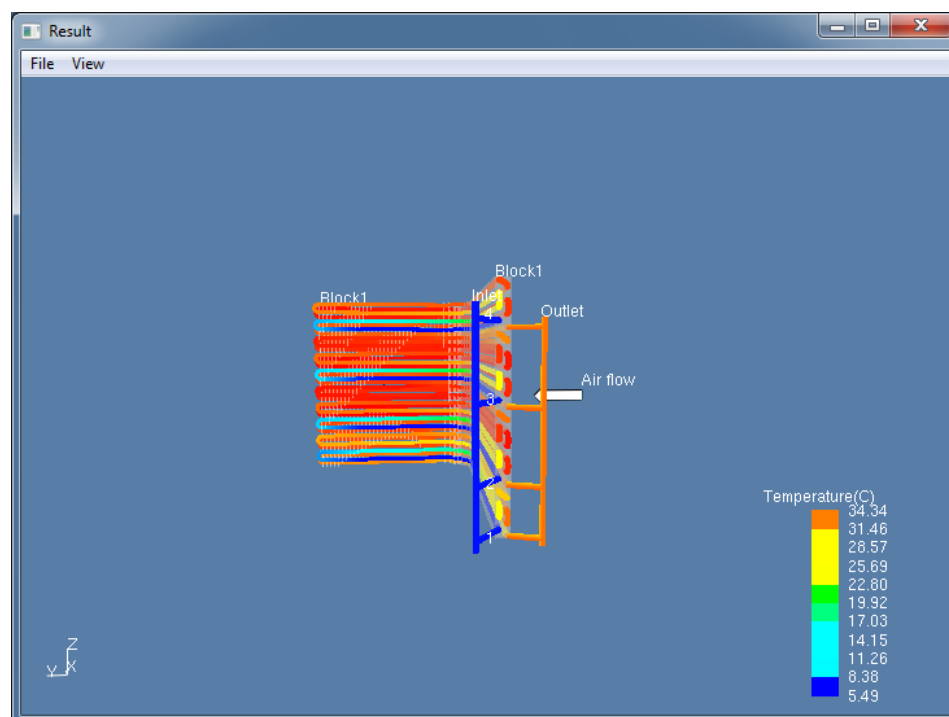 Result
File View
Block1
Block1
Inlet
4
Outlet
Air flow
3
2
1
Temperature(C)
34.34
31.46
28.57
25.69
22.80
19.92
17.03
14.15
11.26
8.38
5.49
Z
Y X